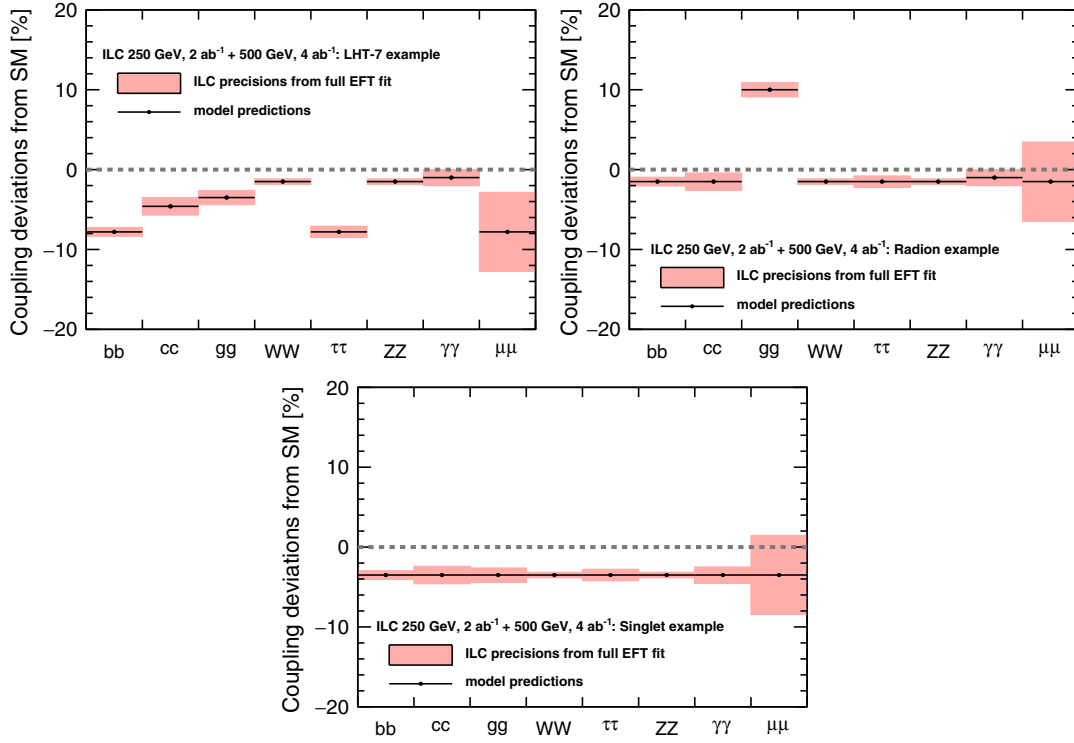 Coupling deviations from SM [%]
20
10
0
−10
−20
ILC 250 GeV, 2 ab⁻¹ + 500 GeV, 4 ab⁻¹: LHT-7 example
ILC precisions from full EFT fit
model predictions
bb cc gg WW ττ ZZ γγ μμ
Coupling deviations from SM [%]
20
10
0
−10
−20
ILC 250 GeV, 2 ab⁻¹ + 500 GeV, 4 ab⁻¹: Radion example
ILC precisions from full EFT fit
model predictions
bb cc gg WW ττ ZZ γγ μμ
Coupling deviations from SM [%]
20
10
0
−10
−20
ILC 250 GeV, 2 ab⁻¹ + 500 GeV, 4 ab⁻¹: Singlet example
ILC precisions from full EFT fit
model predictions
bb cc gg WW ττ ZZ γγ μμ